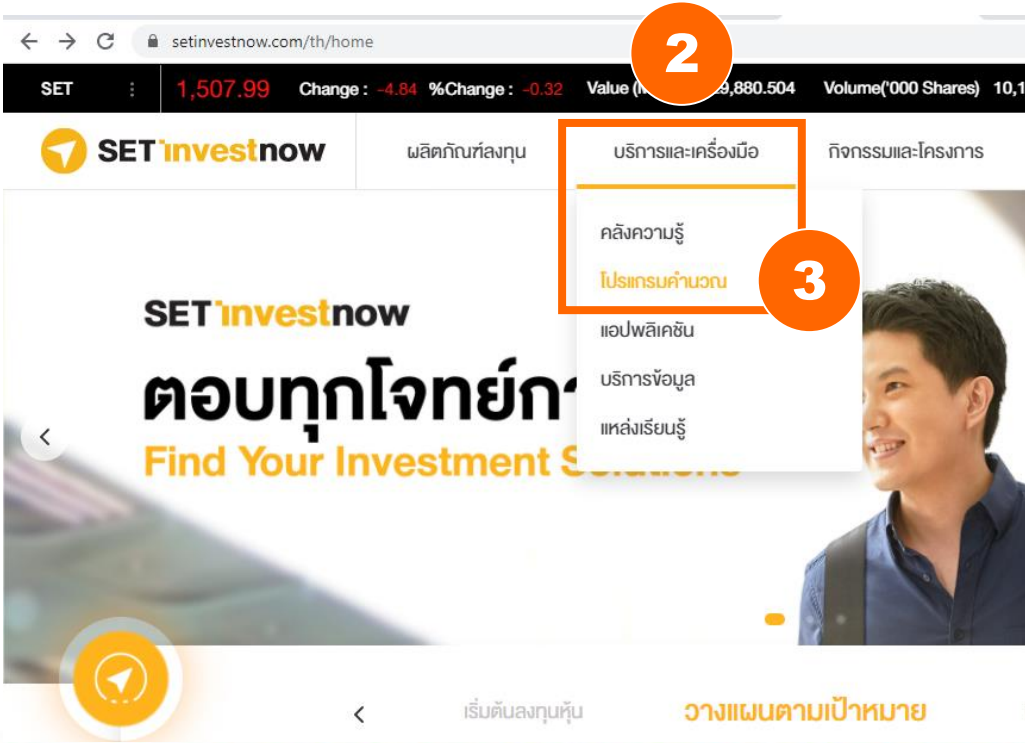 setinvestnow.com/th/home
2
SET 1,507.99 Change : -4.84 %Change : -0.32 Value ( 9,880.504 Volume('000 Shares) 10,1
SET investnow ผลิตภัณฑ์ลงทุน บริการและเครื่องมือ กิจกรรมและโครงการ
คลังความรู้
โปรแกรมคำนวณ
3
แอปพลิเคชัน
บริการข้อมูล
แหล่งเรียนรู้
SET investnow
ตอบทุกโจทย์กา
Find Your Investment Solutions
เริ่มต้นลงทุนหุ้น วางแผนตามเป้าหมาย